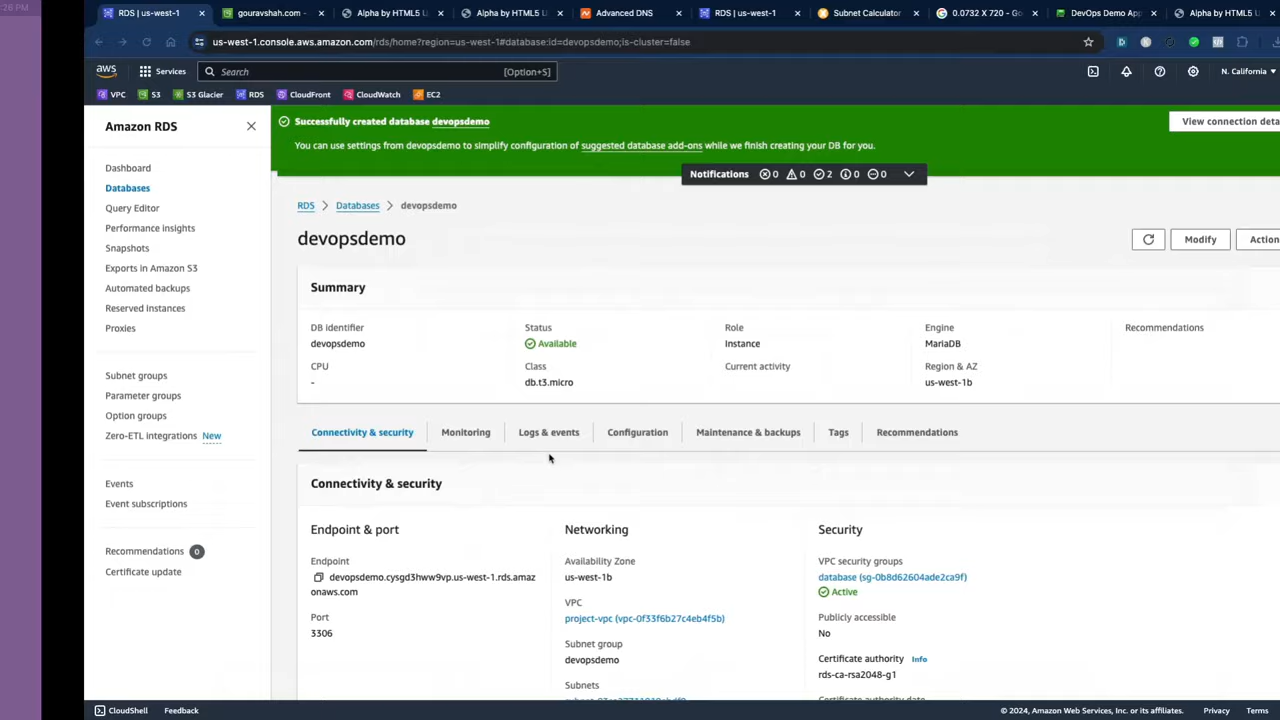 :26 PM
RDS | us-west-1
gouravshah.com -
Alpha by HTML5 U
Alpha by HTML5 U
Advanced DNS
RDS | us-west-1
Subnet Calculator
0.0732 X 720 - Go
DevOps Demo App
Alpha by HTML5 U
us-west-1.console.aws.amazon.com/rds/home?region=us-west-1#database:id=devopsdemo;is-cluster=false
aws
Services
Search
[Option+S]
N. California
VPC
S3
S3 Glacier
RDS
CloudFront
CloudWatch
EC2
Amazon RDS
Dashboard
Databases
Query Editor
Performance insights
Snapshots
Exports in Amazon S3
Automated backups
Reserved Instances
Proxies
Subnet groups
Parameter groups
Option groups
Zero-ETL integrations New
Events
Event subscriptions
Recommendations 0
Certificate update
Successfully created database devopsdemo
View connection deta
You can use settings from devopsdemo to simplify configuration of suggested database add-ons while we finish creating your DB for you.
Notifications 0 0 2 0 0
RDS > Databases > devopsdemo
devopsdemo
Modify
Action
Summary
DB identifier
devopsdemo
Status
Available
Role
Instance
Engine
MariaDB
Recommendations
CPU
-
Class
db.t3.micro
Current activity
Region & AZ
us-west-1b
Connectivity & security
Monitoring
Logs & events
Configuration
Maintenance & backups
Tags
Recommendations
Connectivity & security
Endpoint & port
Endpoint
devopsdemo.cysgd3hww9vp.us-west-1.rds.amaz
onaws.com
Port
3306
Networking
Availability Zone
us-west-1b
VPC
project-vpc (vpc-0f33f6b27c4eb4f5b)
Subnet group
devopsdemo
Subnets
Security
VPC security groups
database (sg-0b8d62604ade2ca9f)
Active
Publicly accessible
No
Certificate authority Info
rds-ca-rsa2048-g1
Certificate authority date
CloudShell
Feedback
© 2024, Amazon Web Services, Inc. or its affiliates.
Privacy
Terms